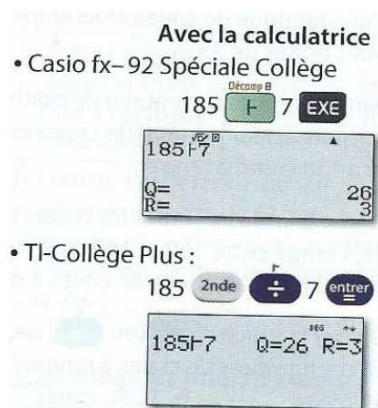 Avec la calculatrice
• Casio fx–92 Spéciale Collège
Décomp B
185 ⊢ 7 EXE
185⊢7
Q= 26
R= 3
• TI-Collège Plus :
r
185 2nde ÷ 7 entrer
=
DEG
185⊢7 Q=26 R=3